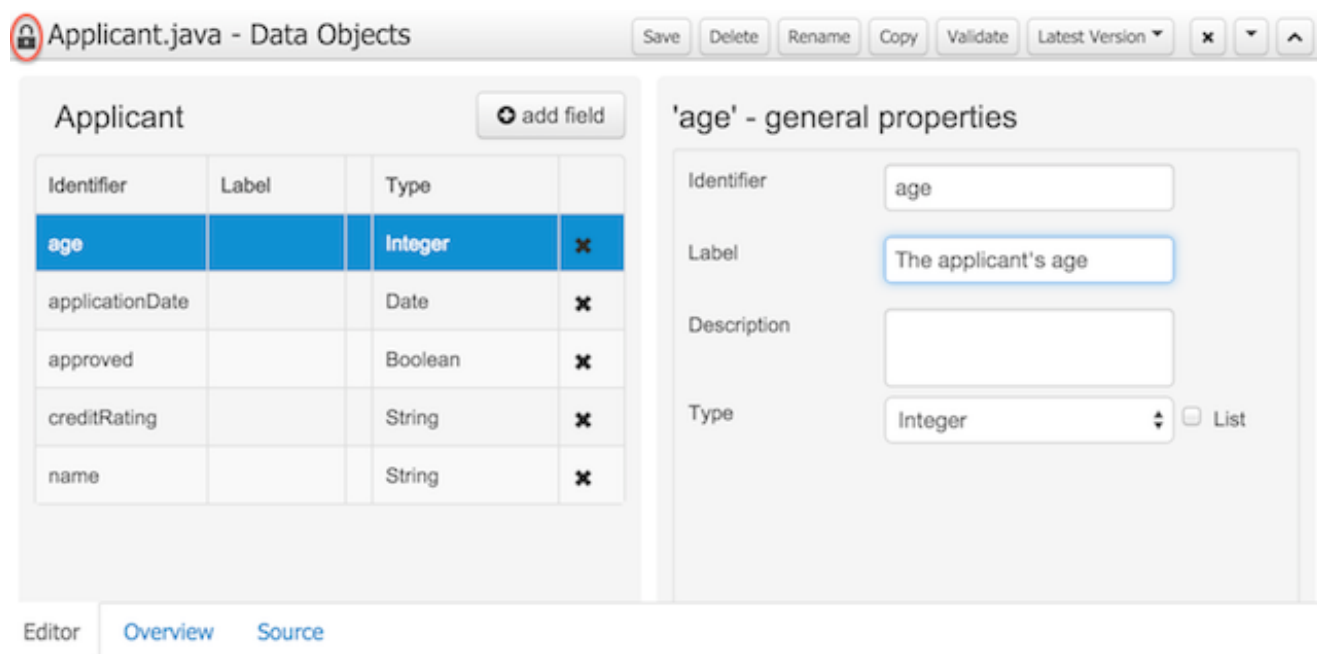 Applicant.java - Data Objects
Save Delete Rename Copy Validate Latest Version
Applicant
add field
Identifier Label Type
age Integer
applicationDate Date
approved Boolean
creditRating String
name String
'age' - general properties
Identifier age
Label The applicant's age
Description
Type Integer List
Editor Overview Source